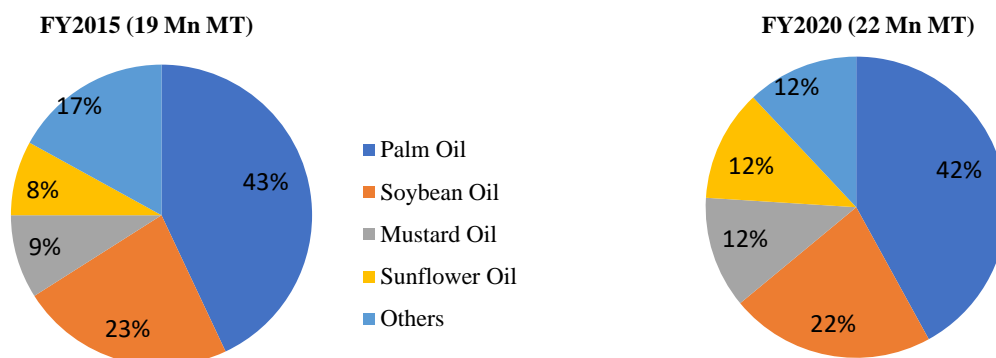 FY2015 (19 Mn MT)
17%
43%
8%
9%
23%
Palm Oil
Soybean Oil
Mustard Oil
Sunflower Oil
Others
FY2020 (22 Mn MT)
12%
42%
12%
12%
22%